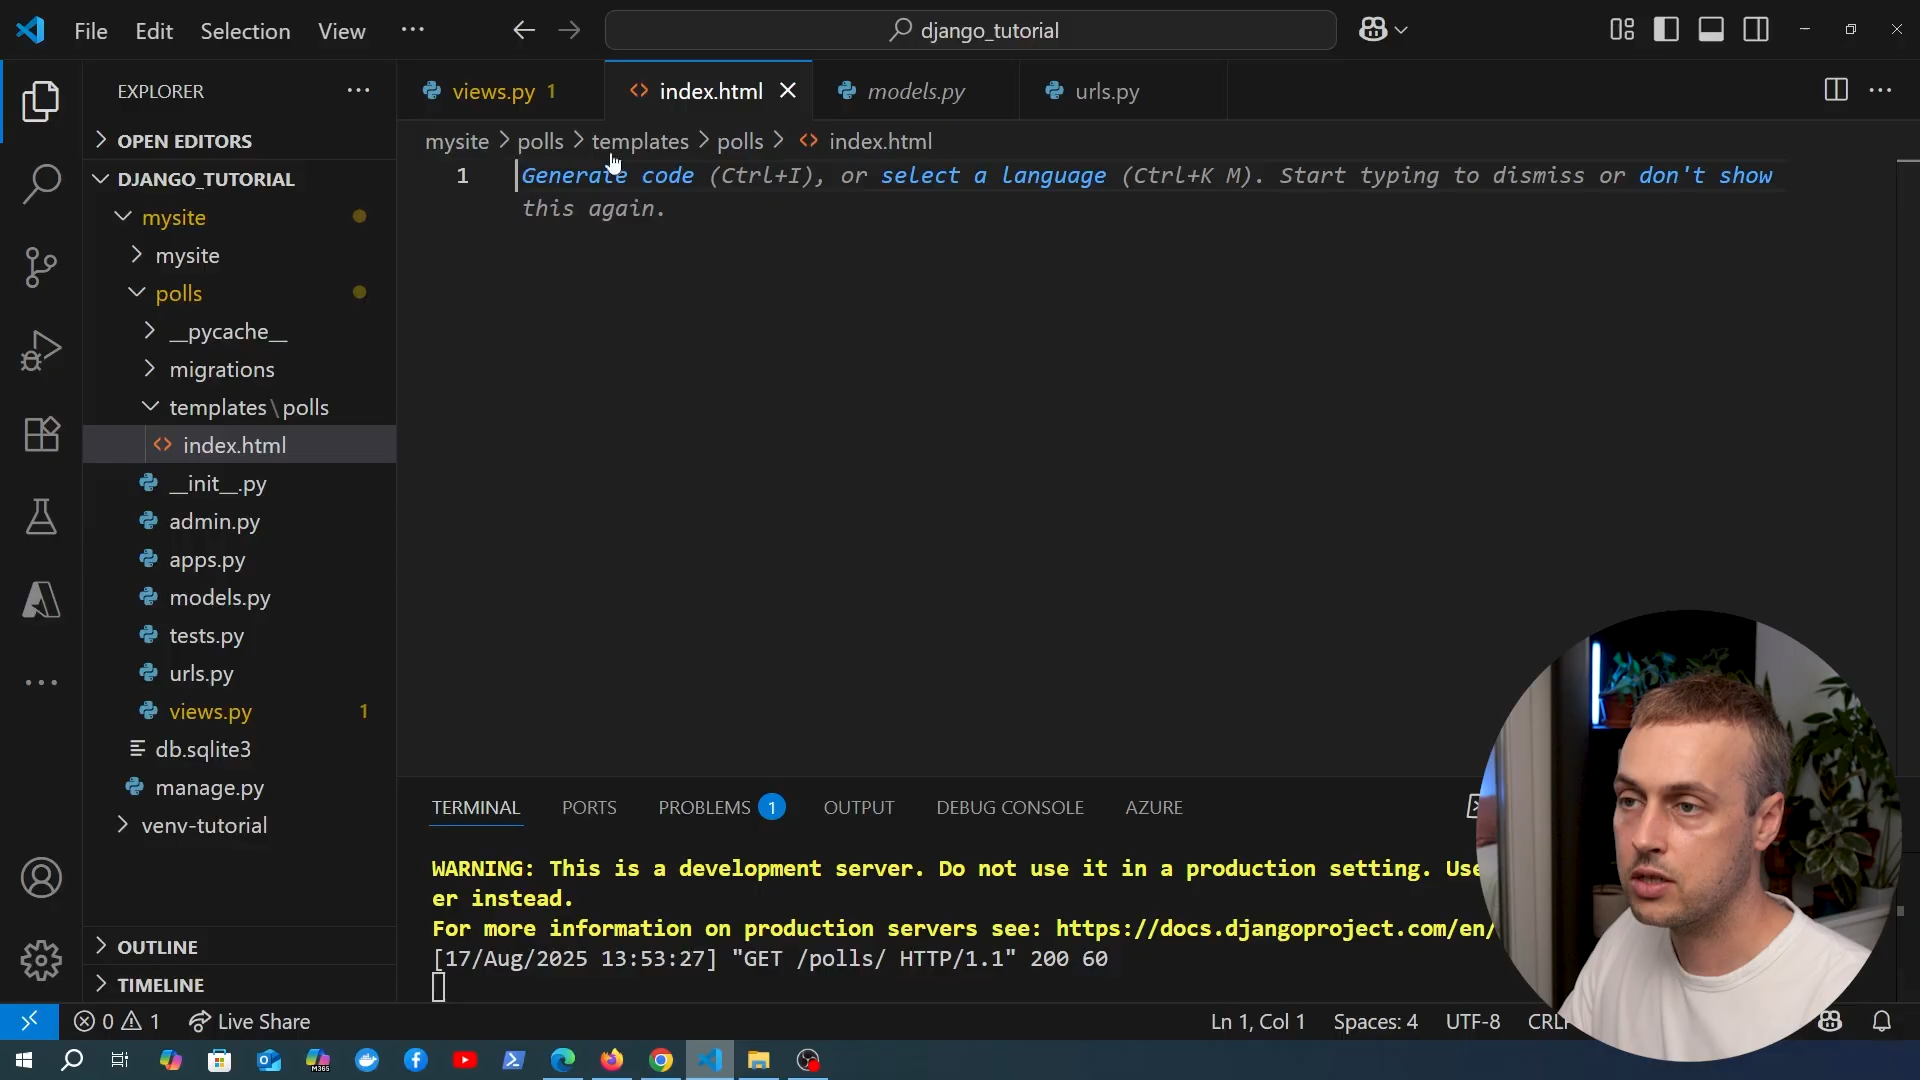 File Edit Selection View ··· django_tutorial
EXPLORER ···
OPEN EDITORS
DJANGO_TUTORIAL
mysite
mysite
polls
__pycache__
migrations
templates\polls
index.html
__init__.py
admin.py
apps.py
models.py
tests.py
urls.py
views.py 1
db.sqlite3
manage.py
venv-tutorial
OUTLINE
TIMELINE
views.py 1 index.html models.py urls.py
mysite > polls > templates > polls > index.html
1 Generate code (Ctrl+I), or select a language (Ctrl+K M). Start typing to dismiss or don't show
this again.
TERMINAL PORTS PROBLEMS 1 OUTPUT DEBUG CONSOLE AZURE
WARNING: This is a development server. Do not use it in a production setting. Use
er instead.
For more information on production servers see: https://docs.djangoproject.com/en/
[17/Aug/2025 13:53:27] "GET /polls/ HTTP/1.1" 200 60
0 1 Live Share Ln 1, Col 1 Spaces: 4 UTF-8 CRLF
M365